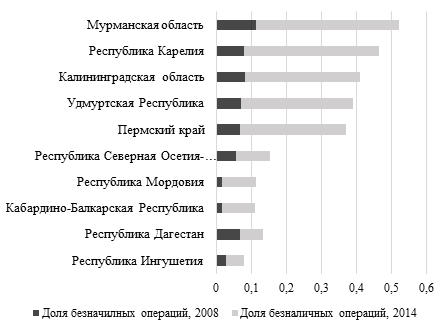 Мурманская область
Республика Карелия
Калининградская область
Удмуртская Республика
Пермский край
Республика Северная Осетия-…
Республика Мордовия
Кабардино-Балкарская Республика
Республика Дагестан
Республика Ингушетия
0 0,1 0,2 0,3 0,4 0,5 0,6
Доля безначилных операций, 2008 Доля безналичных операций, 2014